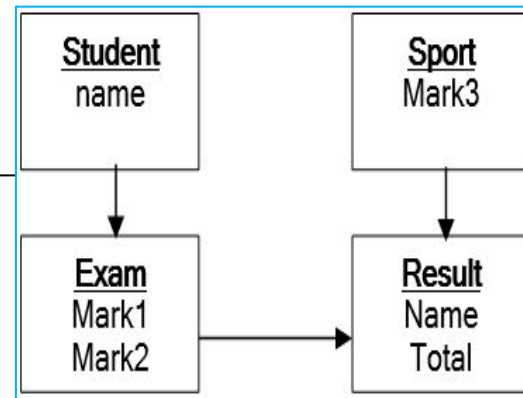 Student
name
Sport
Mark3
Exam
Mark1
Mark2
Result
Name
Total